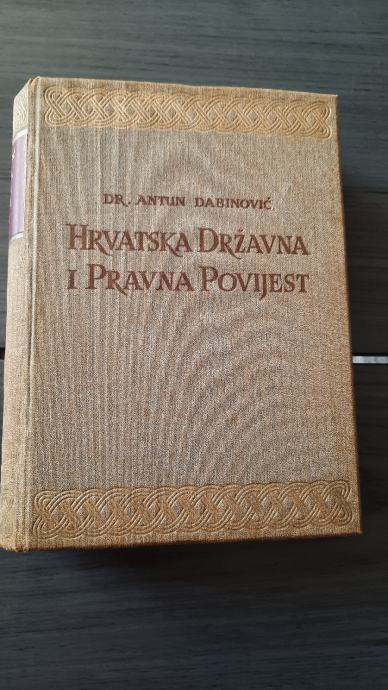 DR. ANTUN DABINOVIĆ
HRVATSKA DRŽAVNA
I PRAVNA POVIJEST